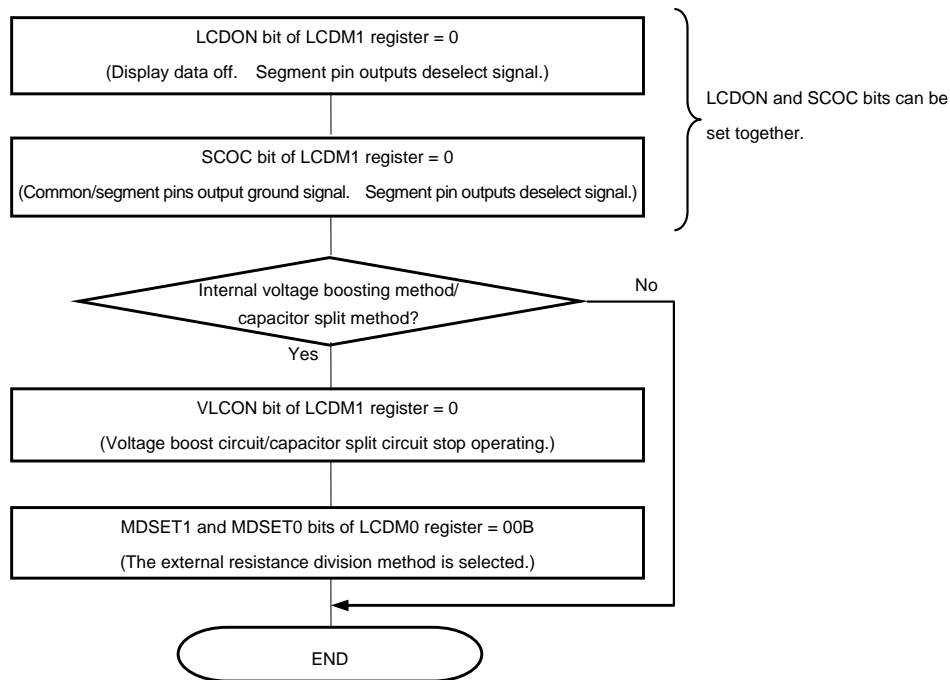 LCDON bit of LCDM1 register = 0
(Display data off. Segment pin outputs deselect signal.)
LCDON and SCOC bits can be
set together.
SCOC bit of LCDM1 register = 0
(Common/segment pins output ground signal. Segment pin outputs deselect signal.)
Internal voltage boosting method/
capacitor split method?
No
Yes
VLCON bit of LCDM1 register = 0
(Voltage boost circuit/capacitor split circuit stop operating.)
MDSET1 and MDSET0 bits of LCDM0 register = 00B
(The external resistance division method is selected.)
END